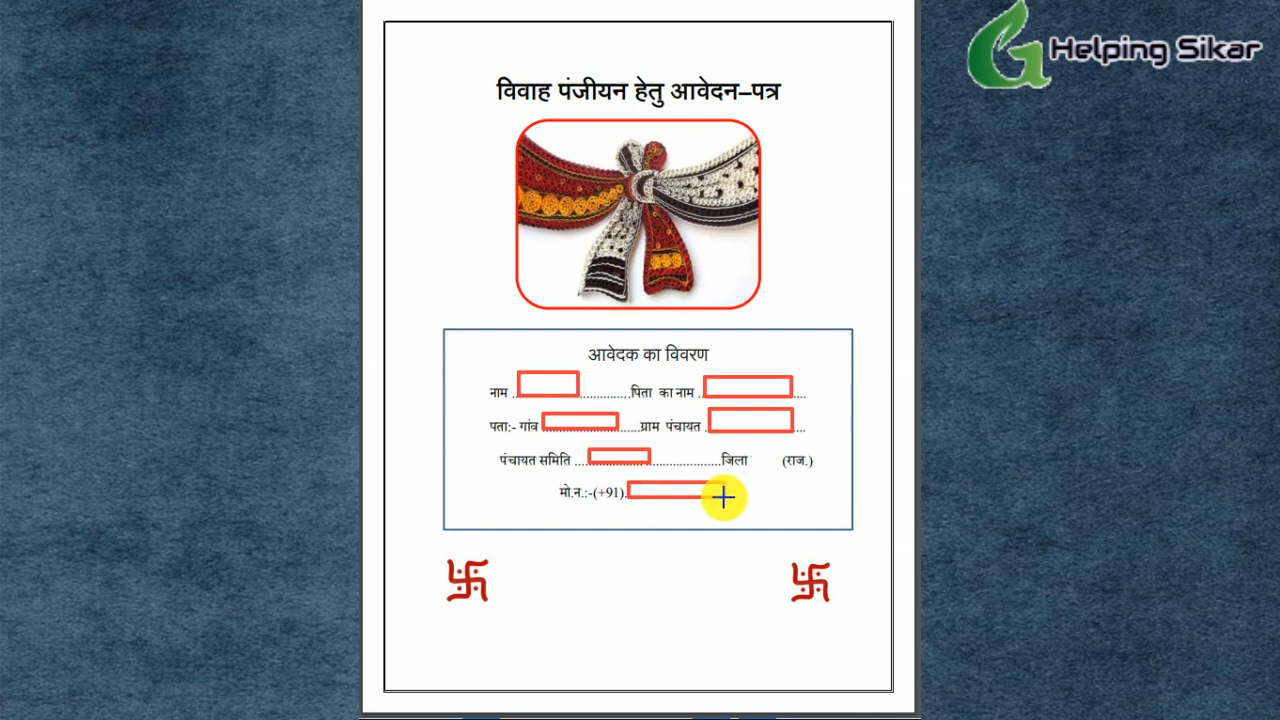 Helping Sikar
विवाह पंजीयन हेतु आवेदन–पत्र
आवेदक का विवरण
नाम ..............पिता का नाम ......
पता:- गांव ......................ग्राम पंचायत ....
पंचायत समिति ......................जिला (राज.)
मो.न.:-(+91).